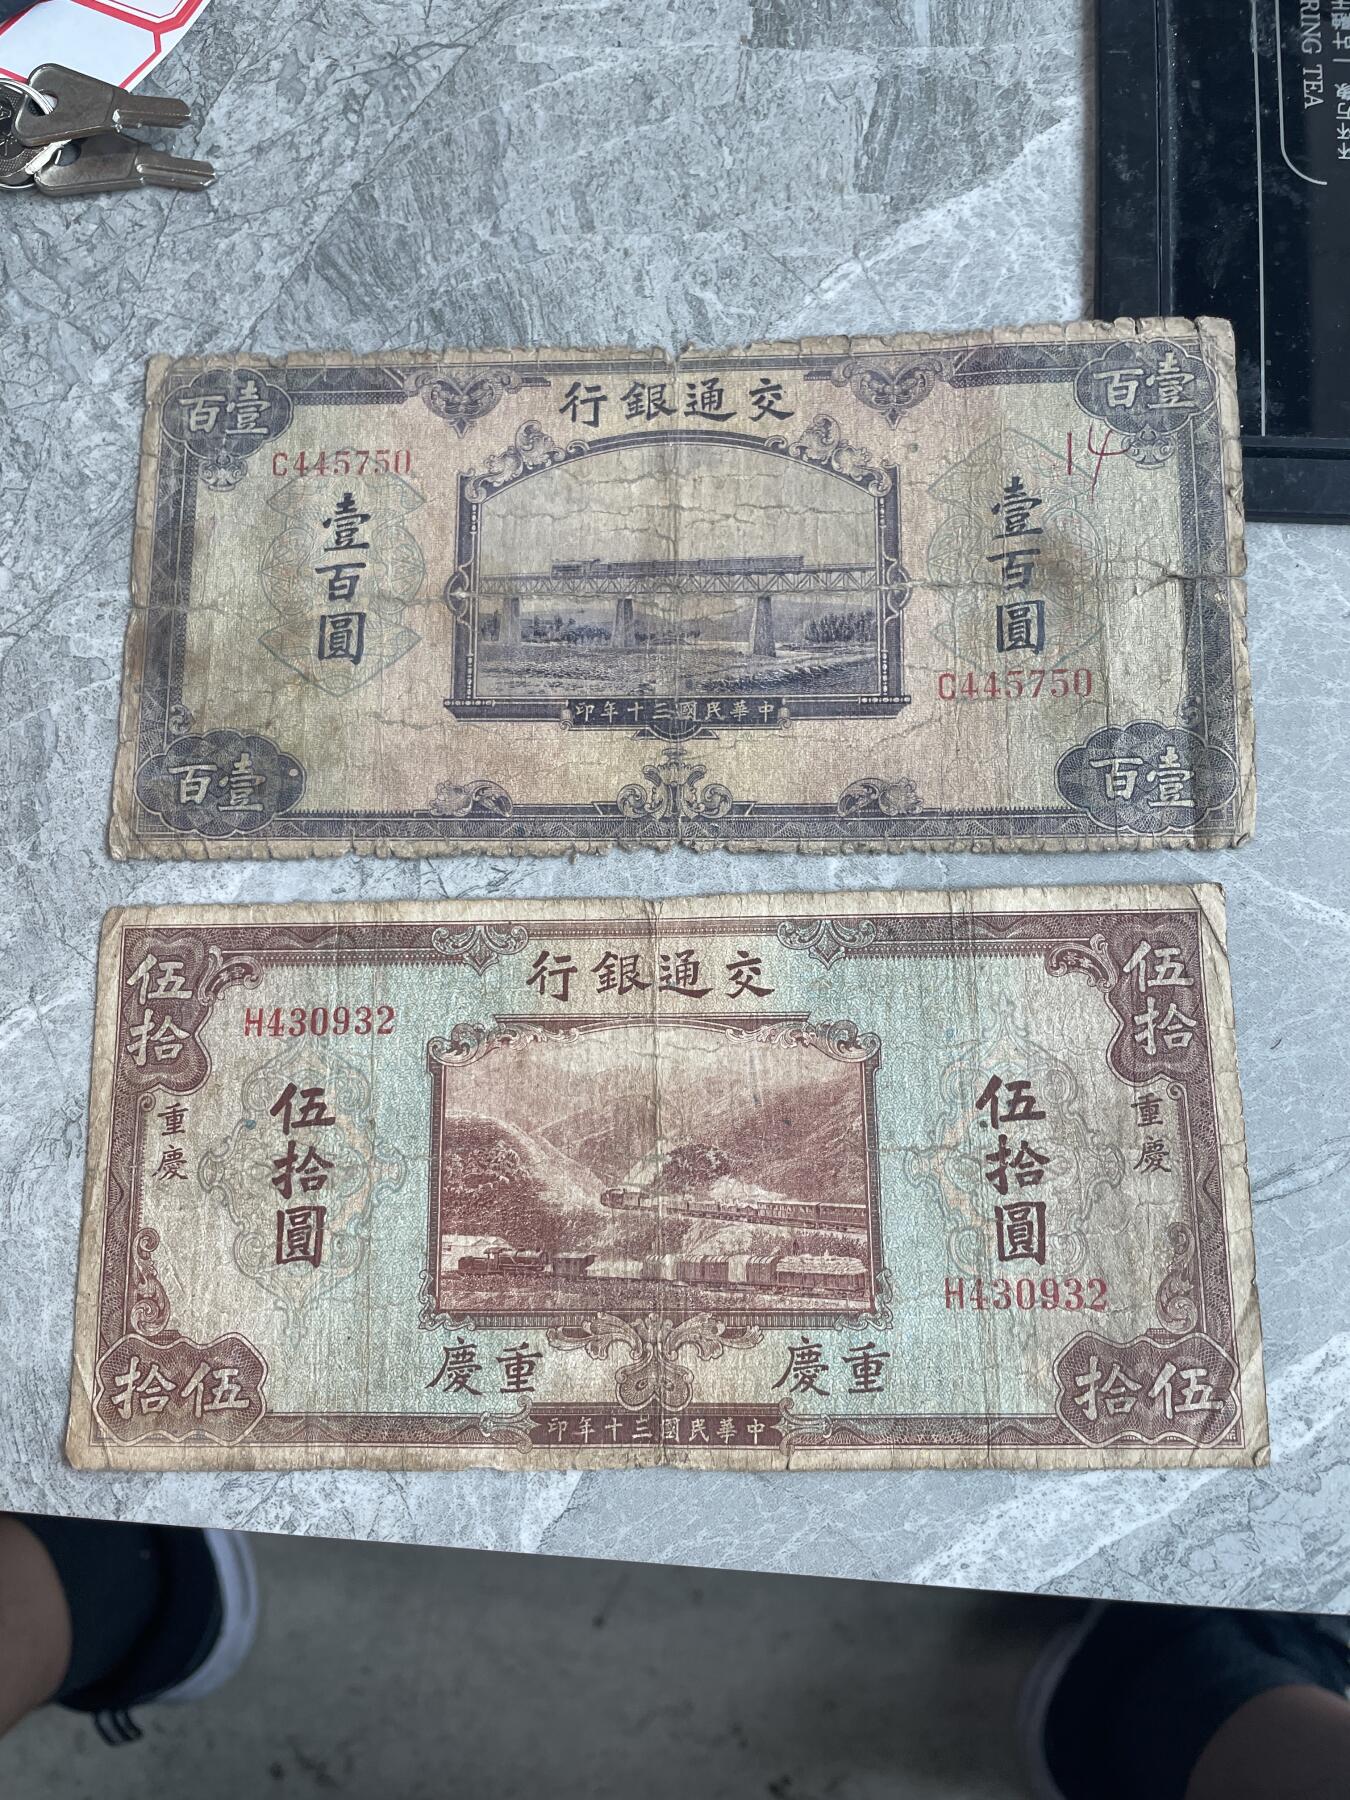 RING TEA
行銀通交
百壹
百壹
C445750
14
壹百圓
壹百圓
C445750
印年十三國民華中
百壹
百壹
行銀通交
伍拾
伍拾
H430932
伍拾圓
伍拾圓
重慶
重慶
H430932
慶重
慶重
拾伍
拾伍
印年十三國民華中